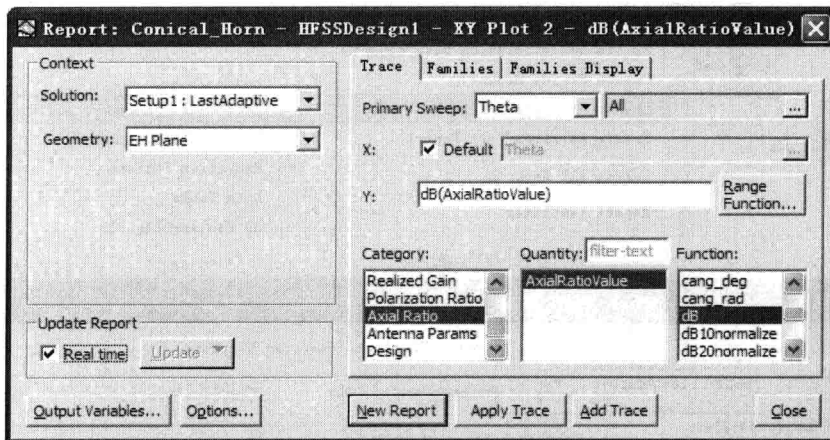 Report: Conical_Horn - HFSSDesign1 - XY Plot 2 - dB(AxialRatioValue)
Context
Solution: Setup1 : LastAdaptive
Geometry: EH Plane
Update Report
Real time Update
Output Variables... Options...
Trace Families Families Display
Primary Sweep: Theta All ...
X: Default Theta ...
Y: dB(AxialRatioValue) Range Function...
Category: Quantity: filter-text Function:
Realized Gain AxialRatioValue cang_deg
Polarization Ratio cang_rad
Axial Ratio dB
Antenna Params dB10normalize
Design dB20normalize
New Report Apply Trace Add Trace Close